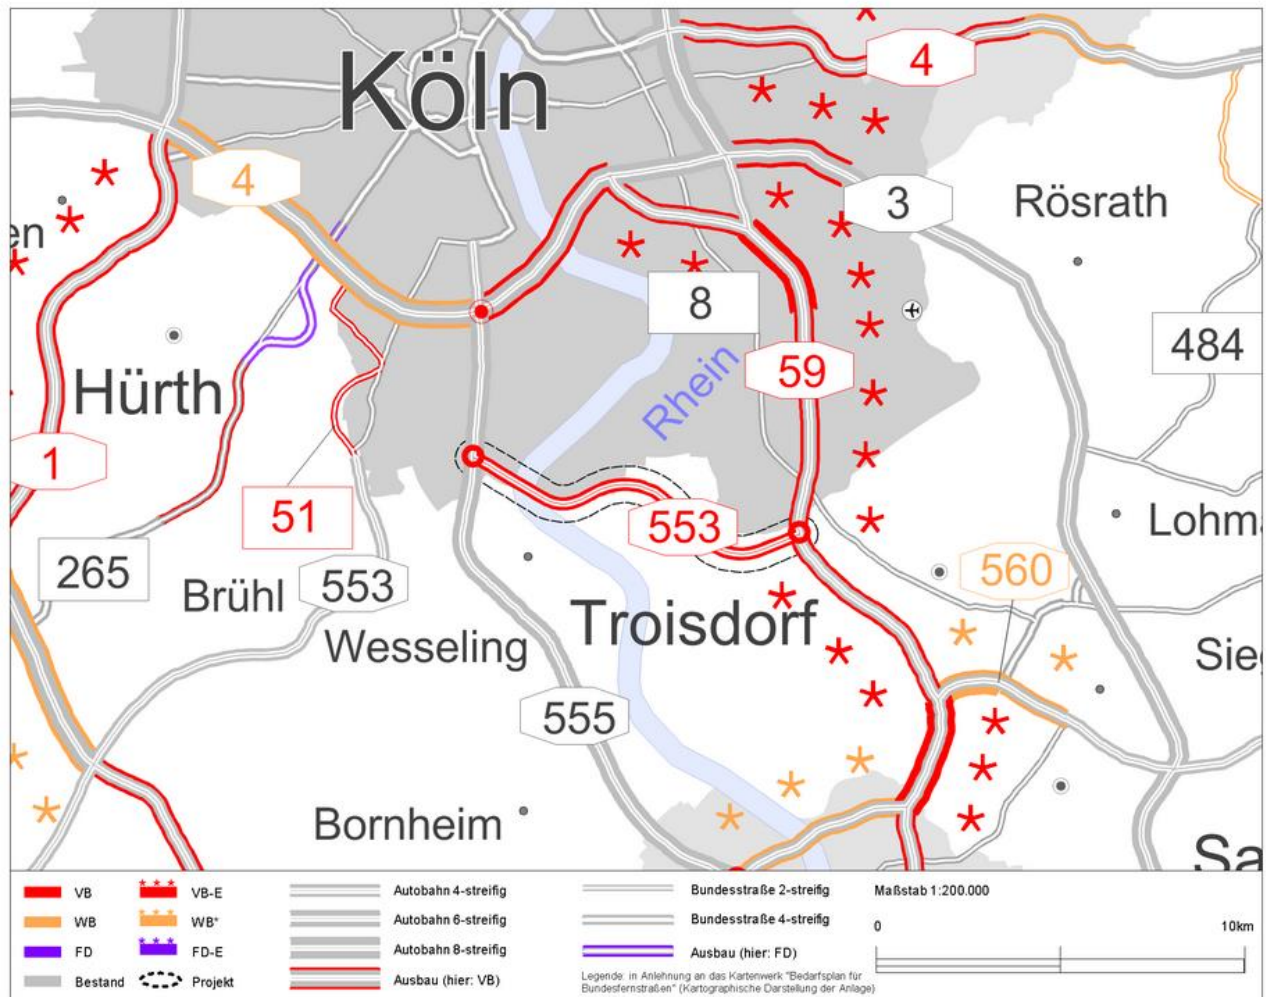 Köln
4
4
3
Rösrath
en
8
484
Hürth
Rhein
59
1
51
553
Lohma
265
Brühl
553
560
Troisdorf
Wesseling
Sieg
555
Bornheim
Sa
VB
VB-E
Autobahn 4-streifig
Bundesstraße 2-streifig
Maßstab 1:200.000
WB
WB*
Autobahn 6-streifig
Bundesstraße 4-streifig
0 10km
FD
FD-E
Autobahn 8-streifig
Ausbau (hier: FD)
Bestand
Projekt
Ausbau (hier: VB)
Legende: in Anlehnung an das Kartenwerk "Bedarfsplan für
Bundesfernstraßen" (Kartographische Darstellung der Anlage)